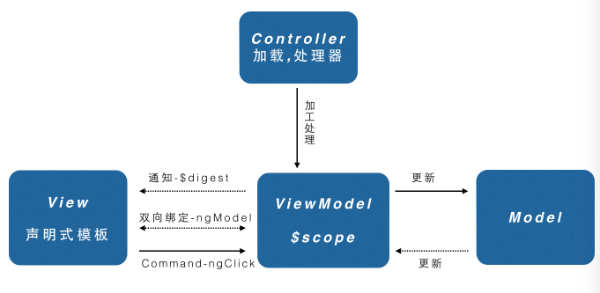 Controller
加载,处理器
加工处理
通知-$digest
更新
View
声明式模板
双向绑定-ngModel
ViewModel
$scope
Model
Command-ngClick
更新